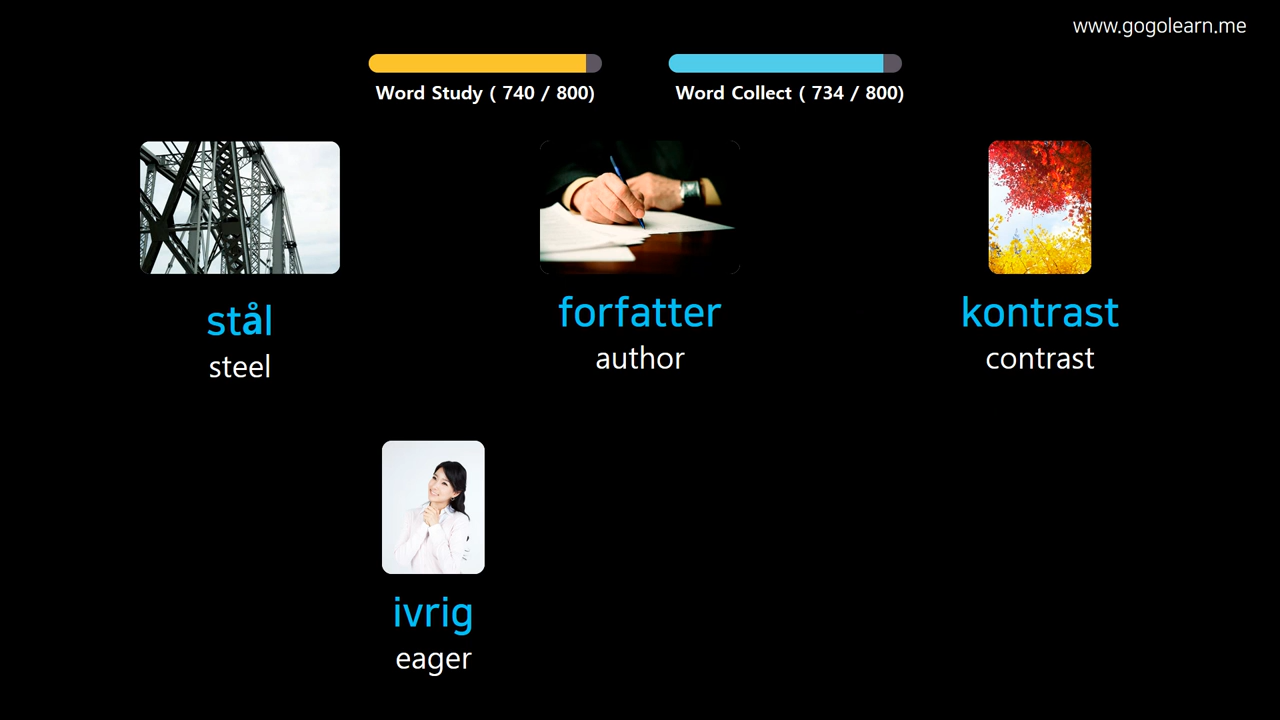 www.gogolearn.me
Word Study ( 740 / 800)
Word Collect ( 734 / 800)
stål
steel
forfatter
author
kontrast
contrast
ivrig
eager